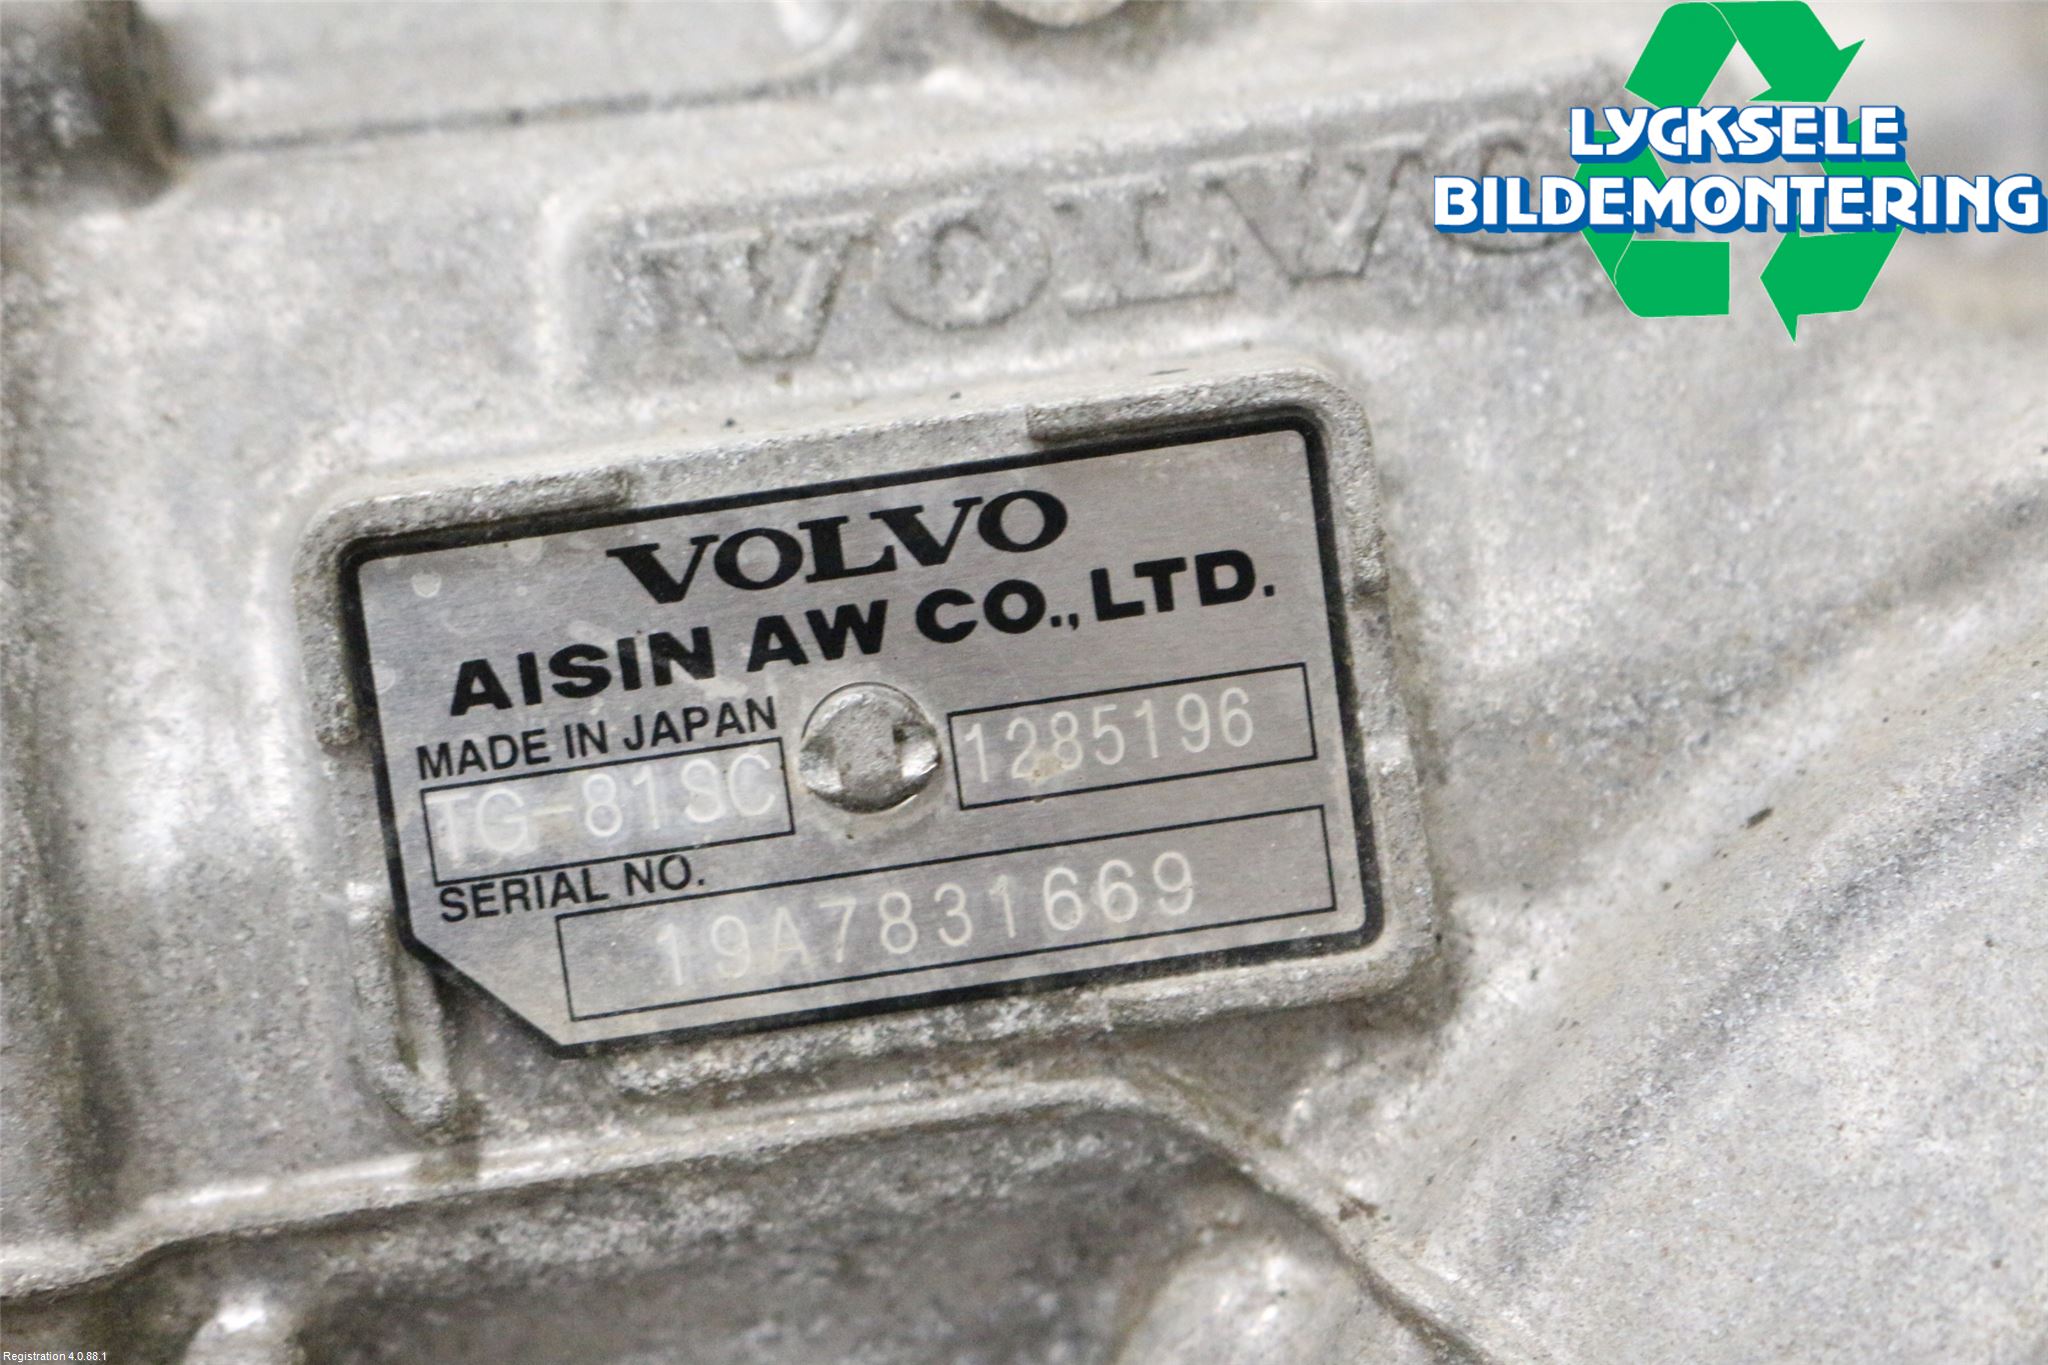 LYCKSELE
BILDEMONTERING
VOLVO
VOLVO
AISIN AW CO., LTD.
MADE IN JAPAN
TG-81SC
1285196
SERIAL NO.
19A7831669
Registration 4.0.88.1